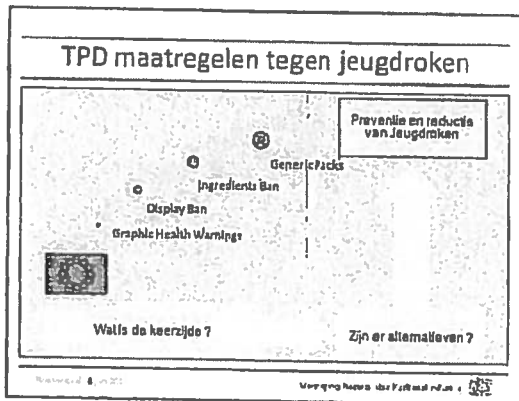 TPD maatregelen tegen jeugdroken
Preventie en reductie
van Jeugdroken
Generic Packs
Ingredients Ban
Display Ban
Graphic Health Warnings
Wat is de keerzijde ?
Zijn er alternatieven ?